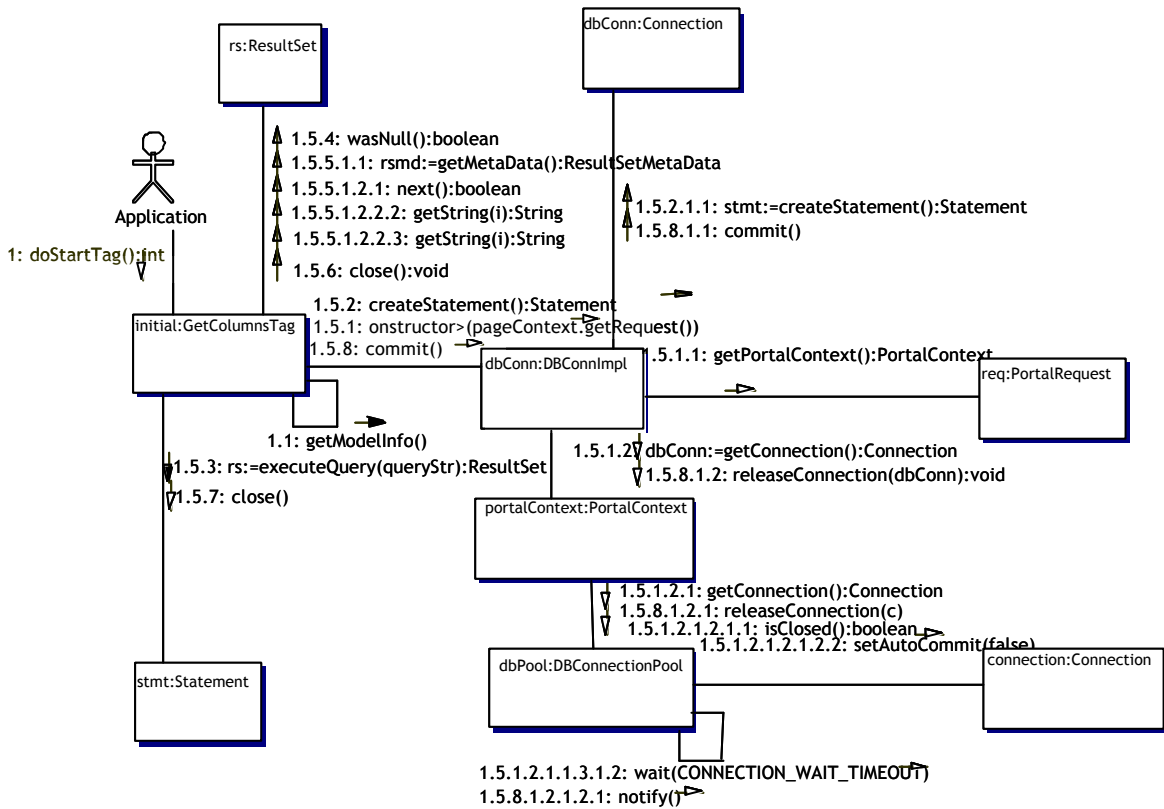 dbConn:Connection
rs:ResultSet
1.5.4: wasNull():boolean
1.5.5.1.1: rsmd:=getMetaData():ResultSetMetaData
1.5.5.1.2.1: next():boolean
1.5.5.1.2.2.2: getString(i):String
1.5.5.1.2.2.3: getString(i):String
1.5.6: close():void
1.5.2.1.1: stmt:=createStatement():Statement
1.5.8.1.1: commit()
Application
1: doStartTag():int
1.5.2: createStatement():Statement
1.5.1: onstructor>(pageContext.getRequest())
1.5.8: commit()
initial:GetColumnsTag
dbConn:DBConnImpl
1.5.1.1: getPortalContext():PortalContext
req:PortalRequest
1.1: getModelInfo()
1.5.1.2: dbConn:=getConnection():Connection
1.5.8.1.2: releaseConnection(dbConn):void
1.5.3: rs:=executeQuery(queryStr):ResultSet
1.5.7: close()
portalContext:PortalContext
1.5.1.2.1: getConnection():Connection
1.5.8.1.2.1: releaseConnection(c)
1.5.1.2.1.2.1.1: isClosed():boolean
1.5.1.2.1.2.1.2.2: setAutoCommit(false)
stmt:Statement
dbPool:DBConnectionPool
connection:Connection
1.5.1.2.1.1.3.1.2: wait(CONNECTION_WAIT_TIMEOUT)
1.5.8.1.2.1.2.1: notify()